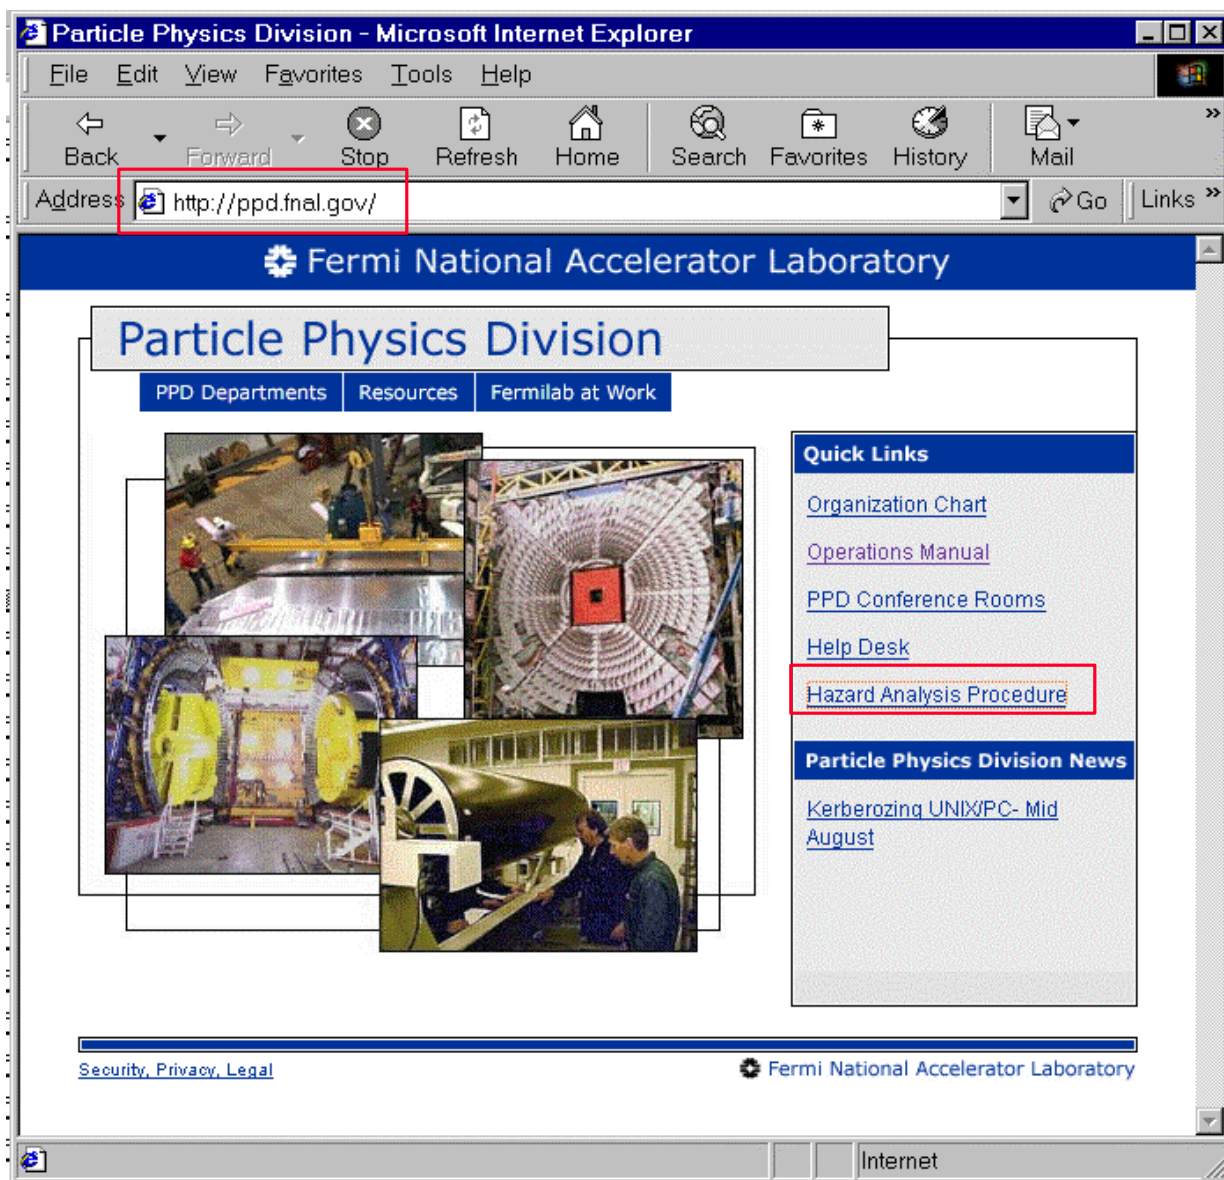 Particle Physics Division - Microsoft Internet Explorer
File Edit View Favorites Tools Help
Back Forward Stop Refresh Home Search Favorites History Mail »
Address http://ppd.fnal.gov/ Go Links »
Fermi National Accelerator Laboratory
Particle Physics Division
PPD Departments Resources Fermilab at Work
Quick Links
Organization Chart
Operations Manual
PPD Conference Rooms
Help Desk
Hazard Analysis Procedure
Particle Physics Division News
Kerberozing UNIX/PC- Mid
August
Security, Privacy, Legal Fermi National Accelerator Laboratory
Internet